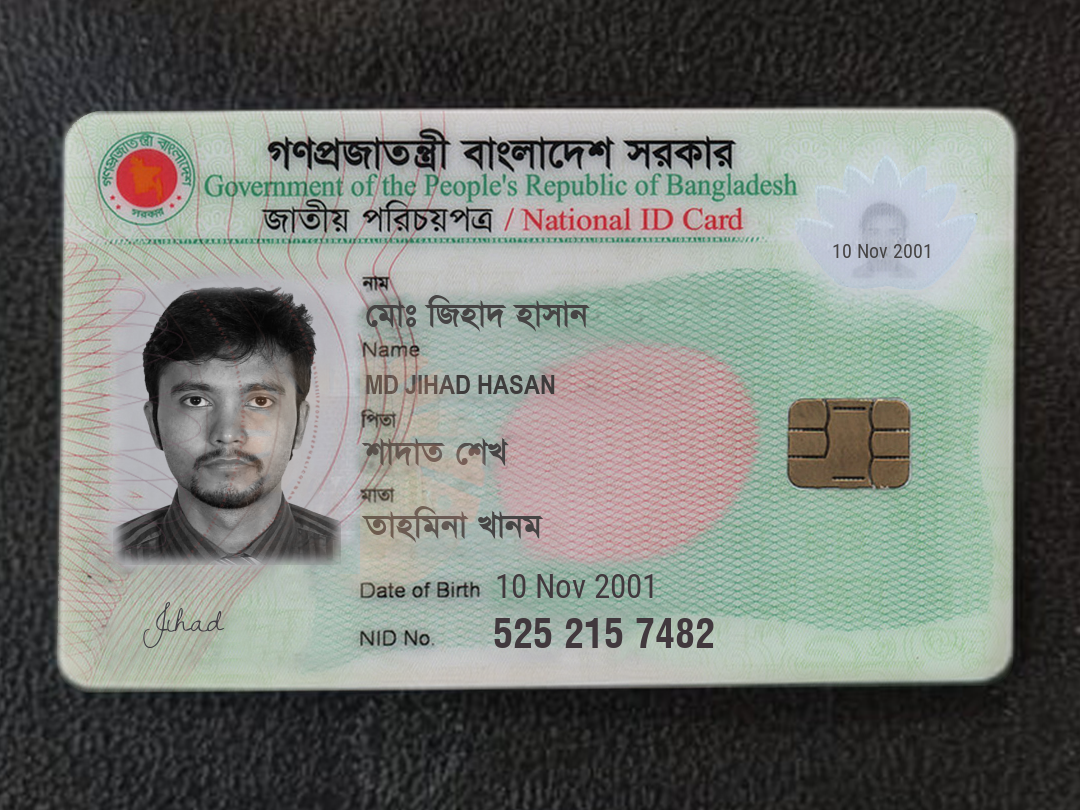 গণপ্রজাতন্ত্রী বাংলাদেশ সরকার
Government of the People's Republic of Bangladesh
জাতীয় পরিচয়পত্র / National ID Card
গণপ্রজাতন্ত্রী বাংলাদেশ
সরকার
10 Nov 2001
নাম
মোঃ জিহাদ হাসান
Name
MD JIHAD HASAN
পিতা
শাদাত শেখ
মাতা
তাহমিনা খানম
Date of Birth 10 Nov 2001
Jihad
NID No. 525 215 7482